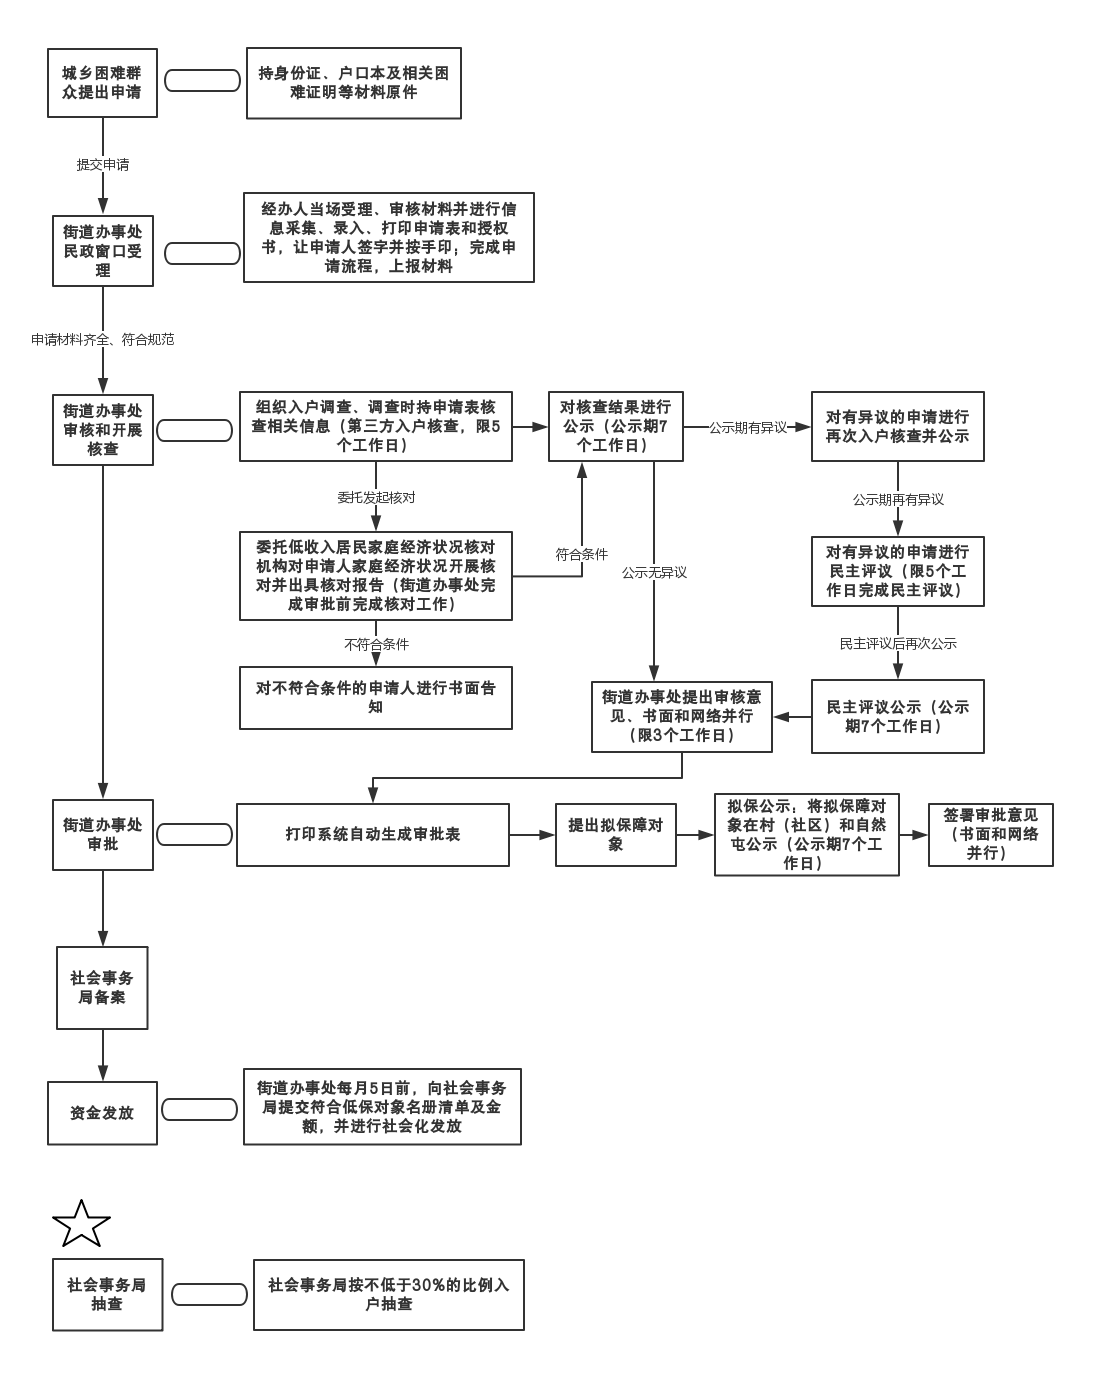 城乡困难群
众提出申请
持身份证、户口本及相关困
难证明等材料原件
提交申请
街道办事处
民政窗口受
理
经办人当场受理、审核材料并进行信
息采集、录入、打印申请表和授权
书，让申请人签字并按手印；完成申
请流程，上报材料
申请材料齐全、符合规范
街道办事处
审核和开展
核查
组织入户调查、调查时持申请表核
查相关信息（第三方入户核查，限5
个工作日）
对核查结果进行
公示（公示期7
个工作日）
公示期有异议
对有异议的申请进行
再次入户核查并公示
委托发起核对
公示期再有异议
委托低收入居民家庭经济状况核对
机构对申请人家庭经济状况开展核
对并出具核对报告（街道办事处完
成审批前完成核对工作）
符合条件
公示无异议
对有异议的申请进行
民主评议（限5个工
作日完成民主评议）
不符合条件
民主评议后再次公示
对不符合条件的申请人进行书面告
知
街道办事处提出审核意
见、书面和网络并行
（限3个工作日）
民主评议公示（公示
期7个工作日）
街道办事处
审批
打印系统自动生成审批表
提出拟保障对
象
拟保公示：将拟保障对
象在村（社区）和自然
屯公示（公示期7个工
作日）
签署审批意见
（书面和网络
并行）
社会事务
局备案
资金发放
街道办事处每月5日前，向社会事务
局提交符合低保对象名册清单及金
额，并进行社会化发放
社会事务局
抽查
社会事务局按不低于30%的比例入
户抽查